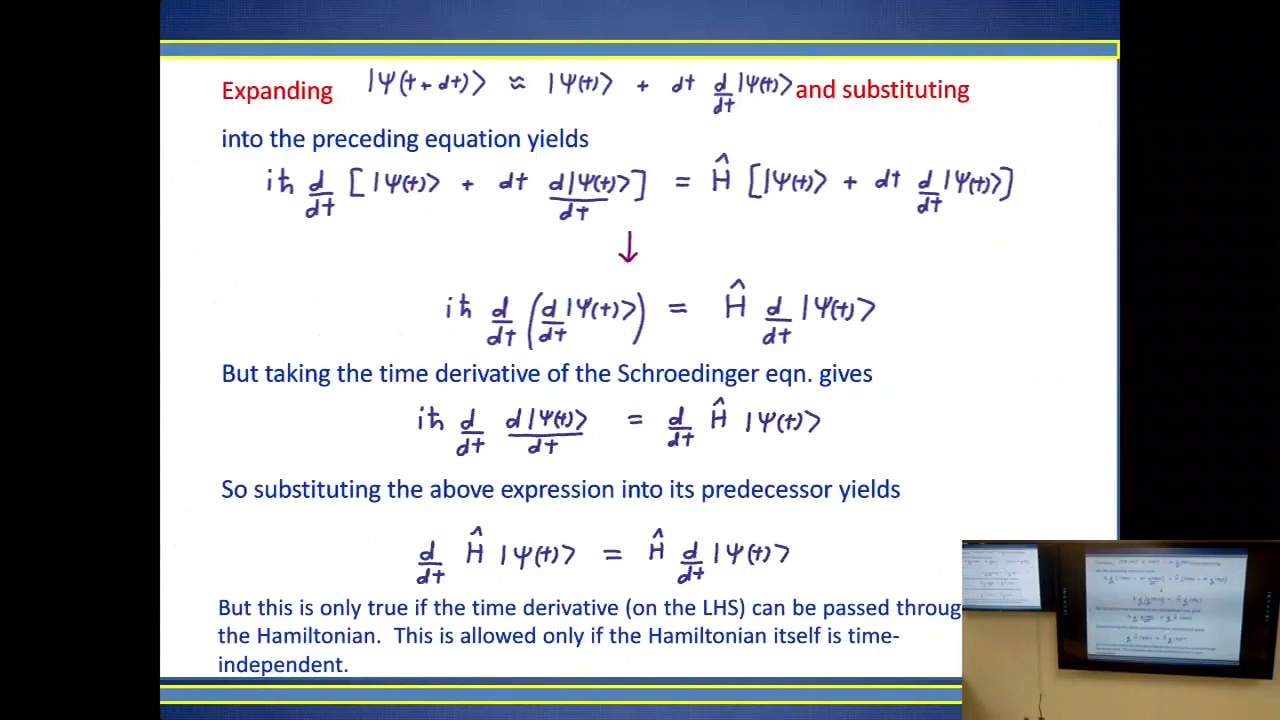 Expanding |Ψ(t+dt)⟩ ≈ |Ψ(t)⟩ + dt d/dt |Ψ(t)⟩ and substituting
into the preceding equation yields
iħ d/dt [ |Ψ(t)⟩ + dt d|Ψ(t)⟩/dt ] = Ĥ [ |Ψ(t)⟩ + dt d/dt |Ψ(t)⟩ ]
↓
iħ d/dt ( d/dt |Ψ(t)⟩ ) = Ĥ d/dt |Ψ(t)⟩
But taking the time derivative of the Schroedinger eqn. gives
iħ d/dt d|Ψ(t)⟩/dt = d/dt Ĥ |Ψ(t)⟩
So substituting the above expression into its predecessor yields
d/dt Ĥ |Ψ(t)⟩ = Ĥ d/dt |Ψ(t)⟩
But this is only true if the time derivative (on the LHS) can be passed throug
the Hamiltonian. This is allowed only if the Hamiltonian itself is time-
independent.